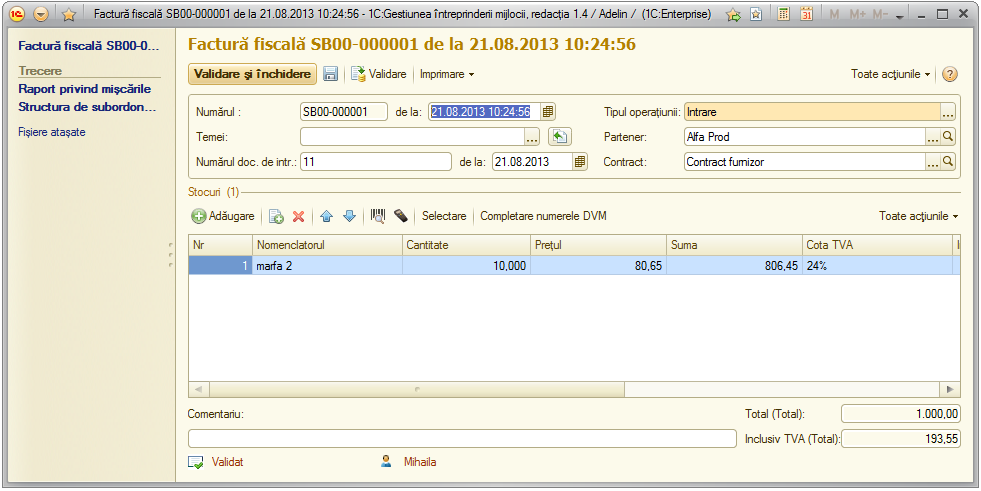 Factură fiscală SB00-000001 de la 21.08.2013 10:24:56 - 1C:Gestiunea întreprinderii mijlocii, redacția 1.4 / Adelin / (1C:Enterprise)
31 M M+ M-
Factură fiscală SB00-0...
Trecere
Raport privind mișcările
Structura de subordon...
Fișiere atașate
Factură fiscală SB00-000001 de la 21.08.2013 10:24:56
Validare și închidere Validare Imprimare Toate acțiunile ?
Numărul : SB00-000001 de la: 21.08.2013 10:24:56 Tipul operațiunii: Intrare ...
Temei: ... Partener: Alfa Prod ...
Numărul doc. de intr.: 11 de la: 21.08.2013 Contract: Contract furnizor ...
Stocuri (1)
Adăugare Selectare Completare numerele DVM Toate acțiunile
Nr Nomenclatorul Cantitate Prețul Suma Cota TVA
1 marfa 2 10,000 80,65 806,45 24%
Comentariu: Total (Total): 1.000,00
Inclusiv TVA (Total): 193,55
Validat Mihaila